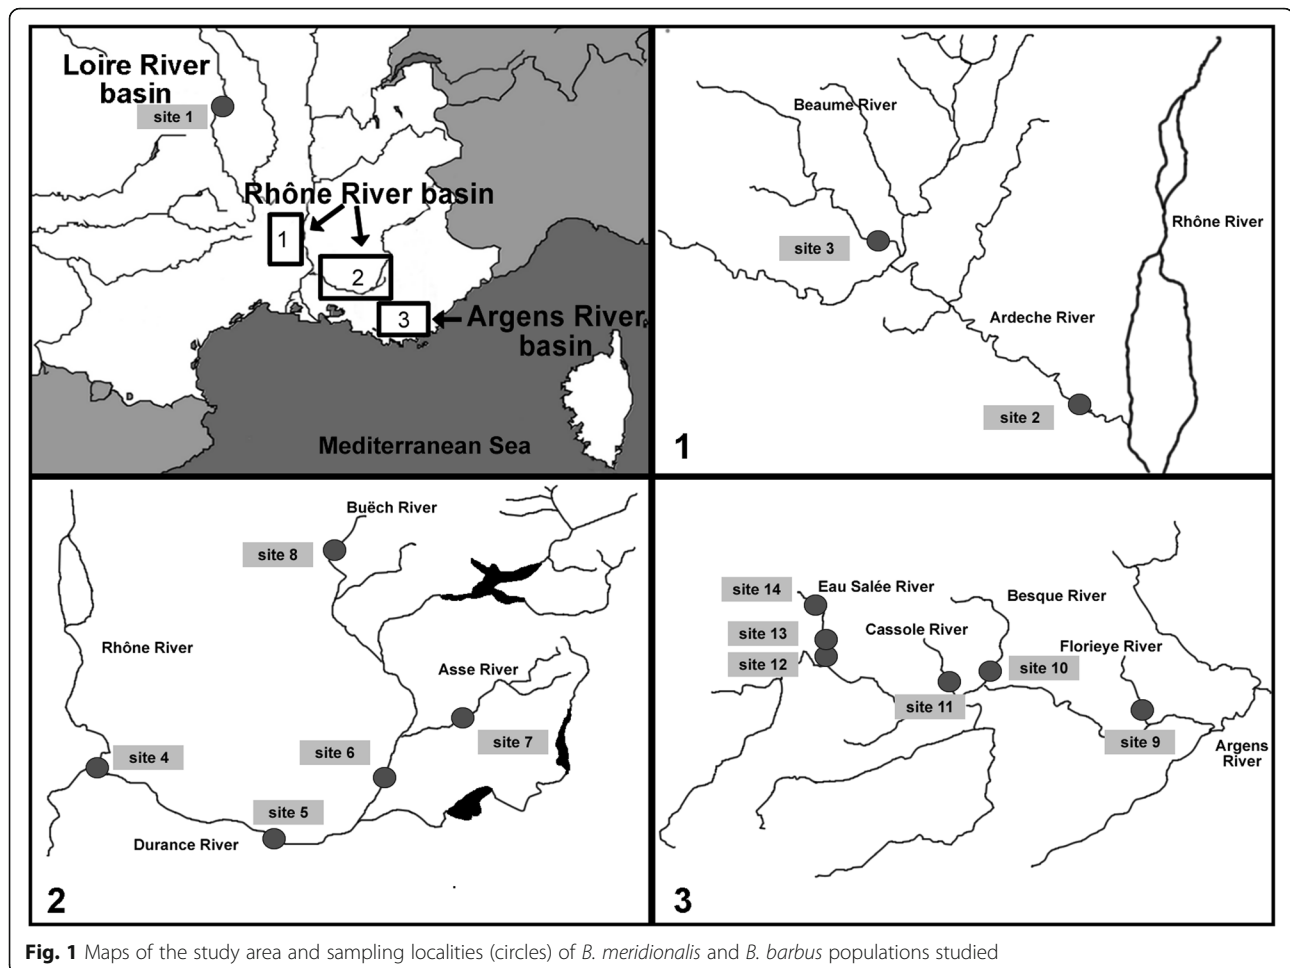 Loire River
basin
site 1
Rhône River basin
1
2
3
Argens River
basin
Mediterranean Sea
Beaume River
Rhône River
site 3
Ardeche River
site 2
1
Buëch River
site 8
Rhône River
Asse River
site 4
site 6
site 7
site 5
Durance River
2
site 14
Eau Salée River
Besque River
site 13
Cassole River
Florieye River
site 12
site 10
site 11
site 9
Argens
River
3
Fig. 1 Maps of the study area and sampling localities (circles) of B. meridionalis and B. barbus populations studied